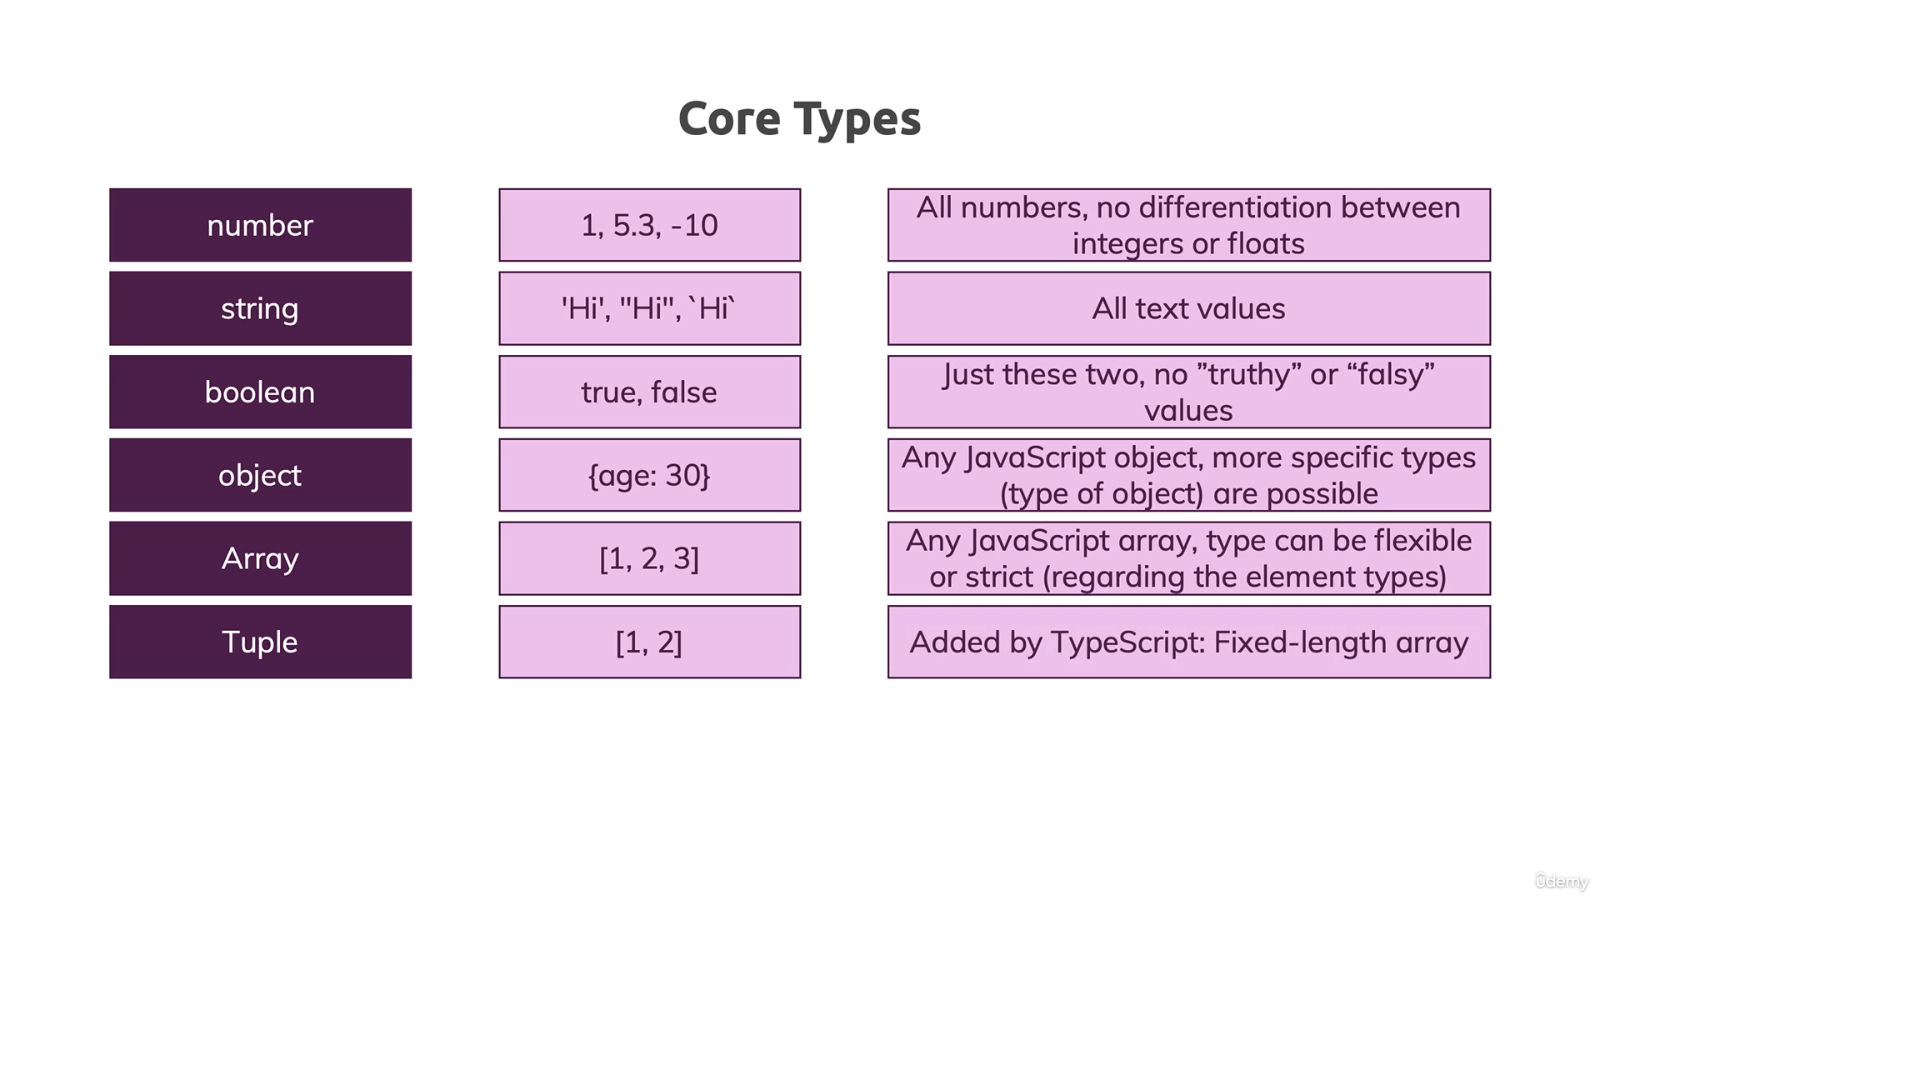 Core Types
number
1, 5.3, -10
All numbers, no differentiation between
integers or floats
string
'Hi', "Hi", `Hi`
All text values
boolean
true, false
Just these two, no ”truthy” or “falsy”
values
object
{age: 30}
Any JavaScript object, more specific types
(type of object) are possible
Array
[1, 2, 3]
Any JavaScript array, type can be flexible
or strict (regarding the element types)
Tuple
[1, 2]
Added by TypeScript: Fixed-length array
ûdemy